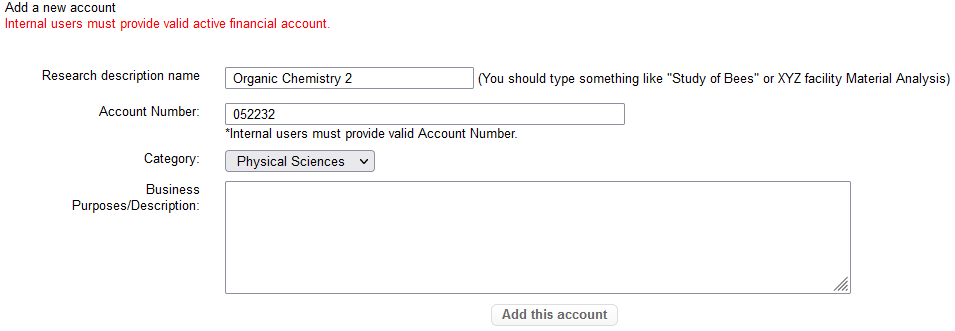 Add a new account
Internal users must provide valid active financial account.
Research description name Organic Chemistry 2 (You should type something like "Study of Bees" or XYZ facility Material Analysis)
Account Number: 052232
*Internal users must provide valid Account Number.
Category: Physical Sciences
Business
Purposes/Description:
Add this account